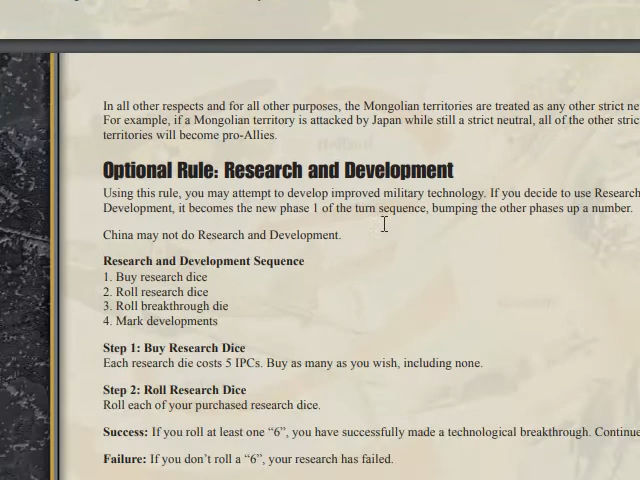 In all other respects and for all other purposes, the Mongolian territories are treated as any other strict ne
For example, if a Mongolian territory is attacked by Japan while still a strict neutral, all of the other stric
territories will become pro-Allies.
Optional Rule: Research and Development
Using this rule, you may attempt to develop improved military technology. If you decide to use Research
Development, it becomes the new phase 1 of the turn sequence, bumping the other phases up a number.
China may not do Research and Development.
Research and Development Sequence
1. Buy research dice
2. Roll research dice
3. Roll breakthrough die
4. Mark developments
Step 1: Buy Research Dice
Each research die costs 5 IPCs. Buy as many as you wish, including none.
Step 2: Roll Research Dice
Roll each of your purchased research dice.
Success: If you roll at least one “6”, you have successfully made a technological breakthrough. Continue
Failure: If you don’t roll a “6”, your research has failed.